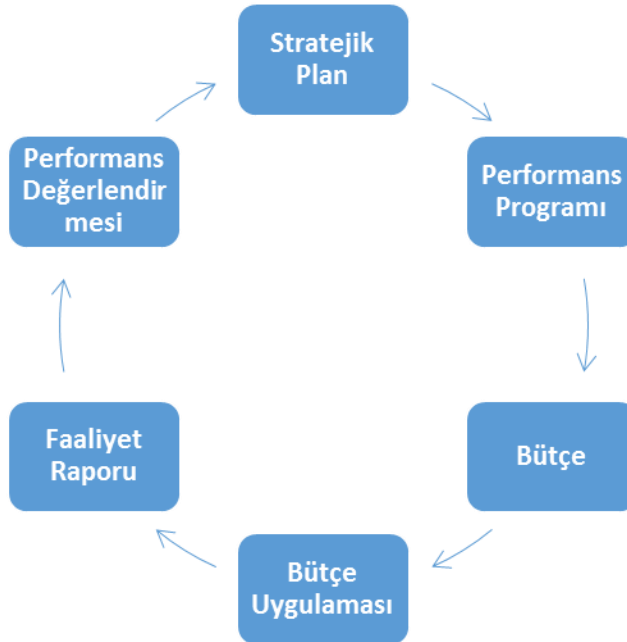 Stratejik
Plan
Performans
Programı
Bütçe
Bütçe
Uygulaması
Faaliyet
Raporu
Performans
Değerlendir
mesi